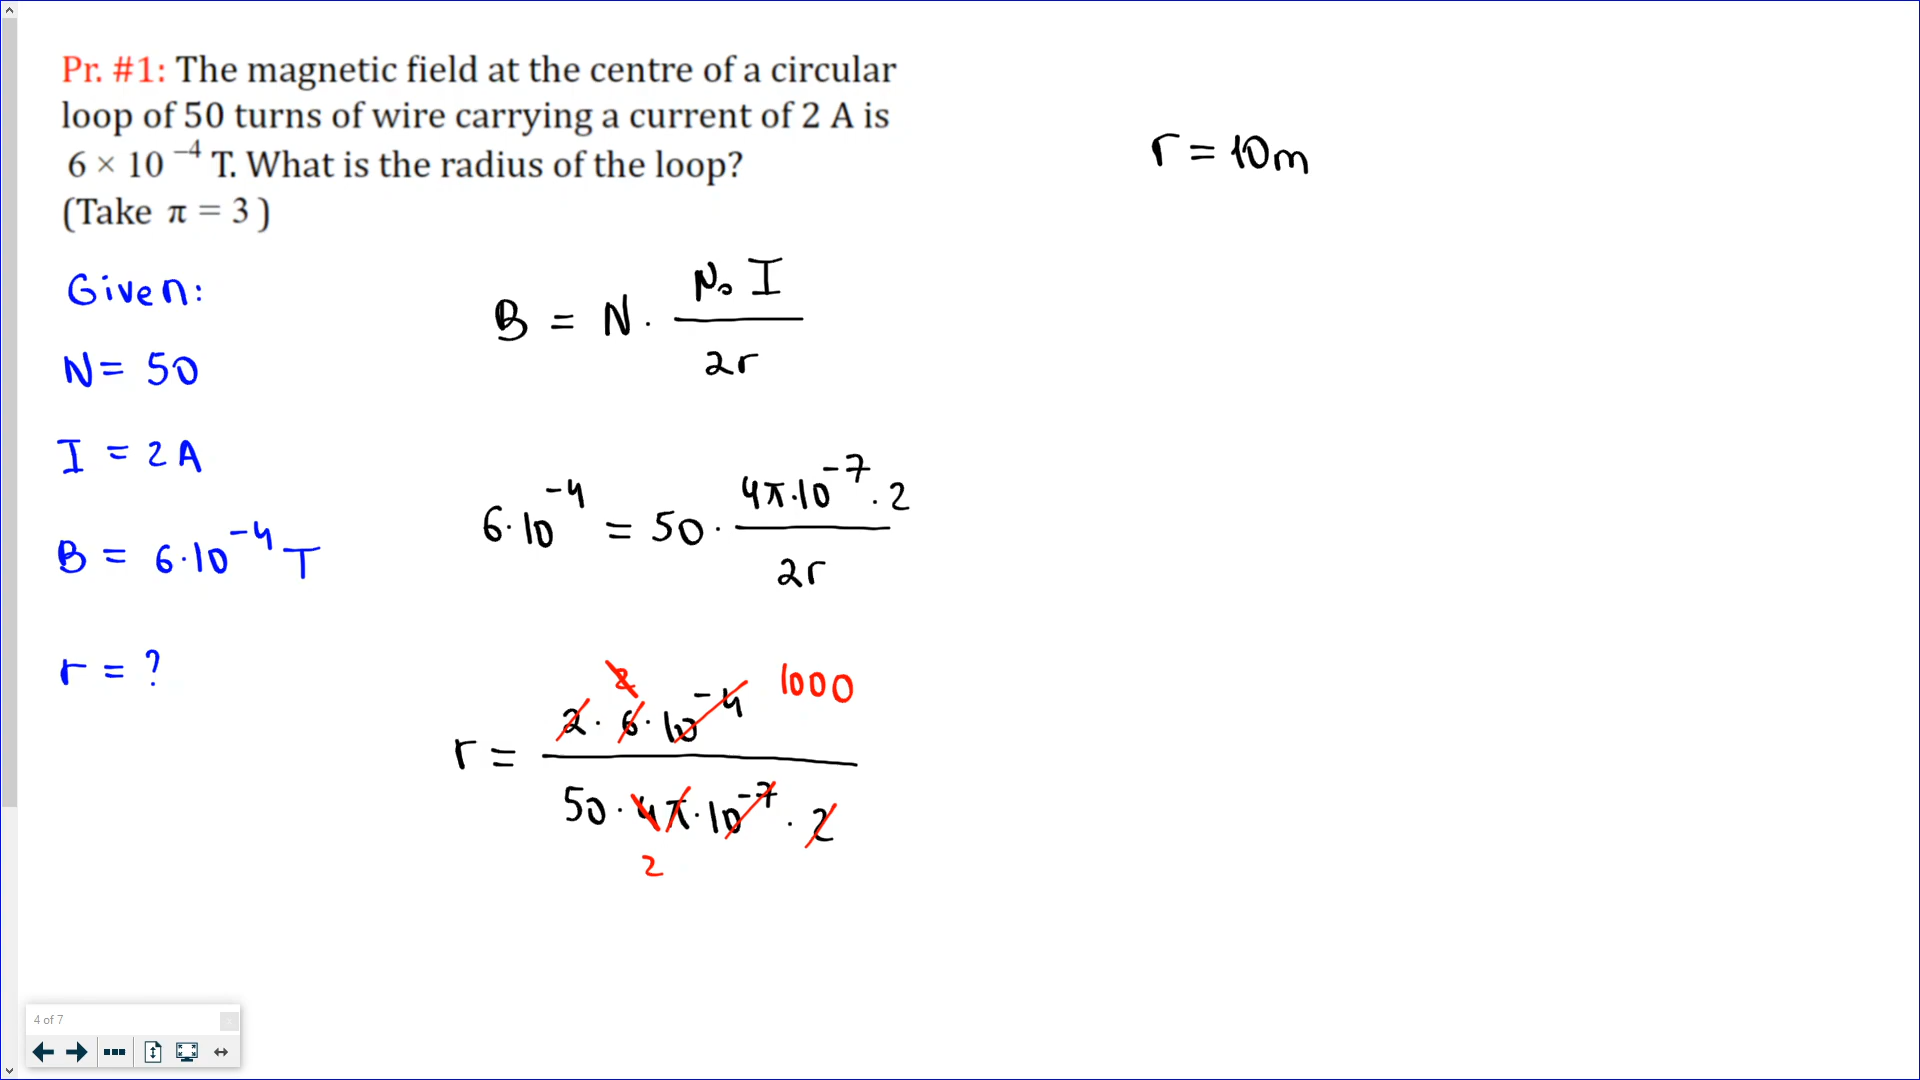 Pr. #1: The magnetic field at the centre of a circular
loop of 50 turns of wire carrying a current of 2 A is
6 × 10⁻⁴ T. What is the radius of the loop?
(Take π = 3 )
r = 10m
Given:
N = 50
I = 2 A
B = 6·10⁻⁴ T
r = ?
B = N · N₀ I / 2r
6·10⁻⁴ = 50 · 4π·10⁻⁷ · 2 / 2r
2 1000
r = 2 · 6 · 10⁻⁴ / 50 · 4π · 10⁻⁷ · 2
2
4 of 7